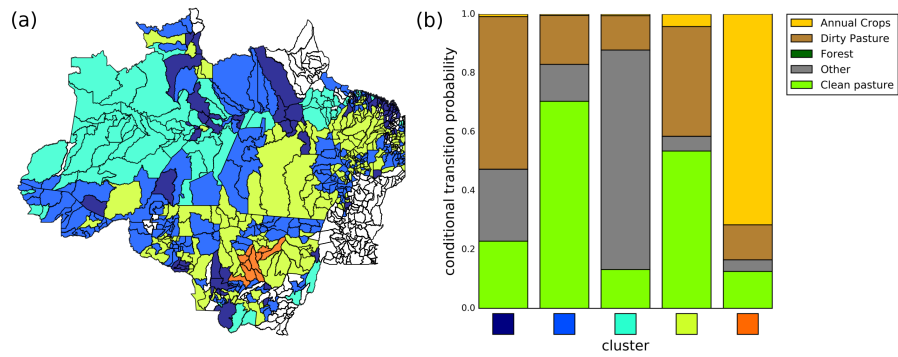 (a)
(b)
conditional transition probability
1.0
0.8
0.6
0.4
0.2
0.0
cluster
Annual Crops
Dirty Pasture
Forest
Other
Clean pasture